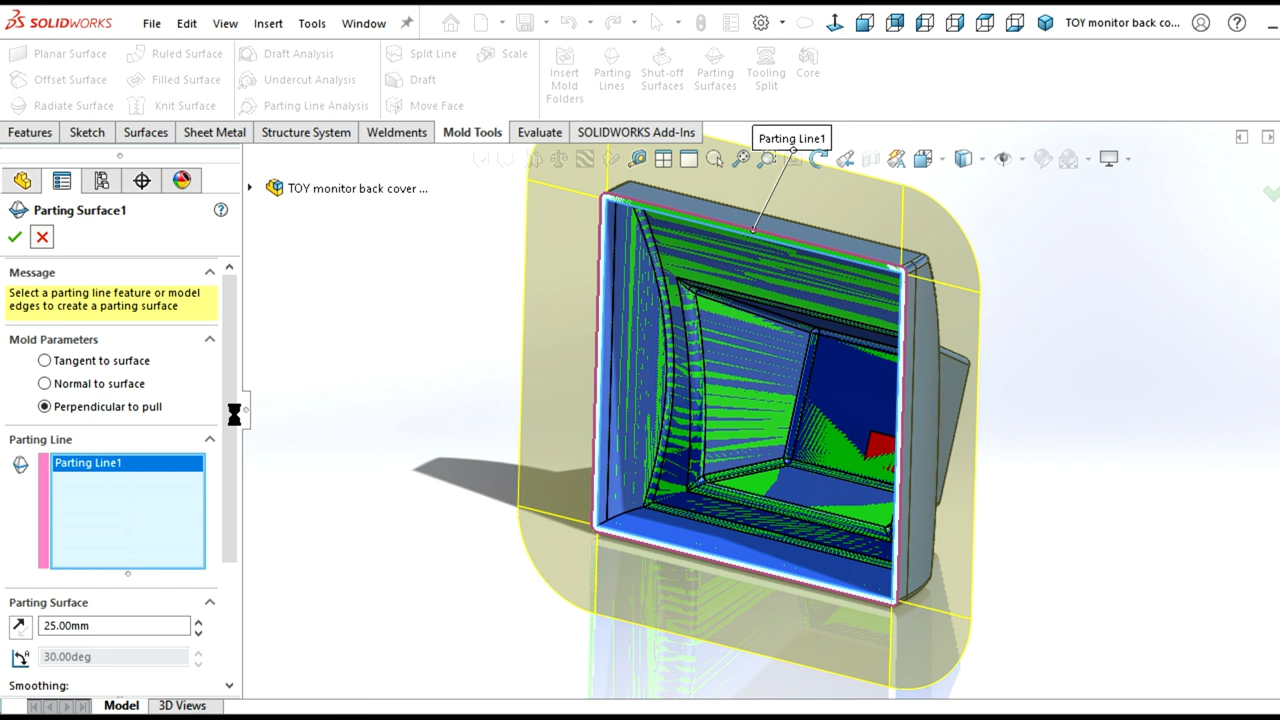 SOLIDWORKS File Edit View Insert Tools Window TOY monitor back co...
Planar Surface Ruled Surface Draft Analysis Split Line Scale
Offset Surface Filled Surface Undercut Analysis Draft
Radiate Surface Knit Surface Parting Line Analysis Move Face
Insert Mold Folders
Parting Lines
Shut-off Surfaces
Parting Surfaces
Tooling Split
Core
Features Sketch Surfaces Sheet Metal Structure System Weldments Mold Tools Evaluate SOLIDWORKS Add-Ins
Parting Line1
TOY monitor back cover ...
Parting Surface1
Message
Select a parting line feature or model
edges to create a parting surface
Mold Parameters
Tangent to surface
Normal to surface
Perpendicular to pull
Parting Line
Parting Line1
Parting Surface
25.00mm
30.00deg
Smoothing:
Model 3D Views